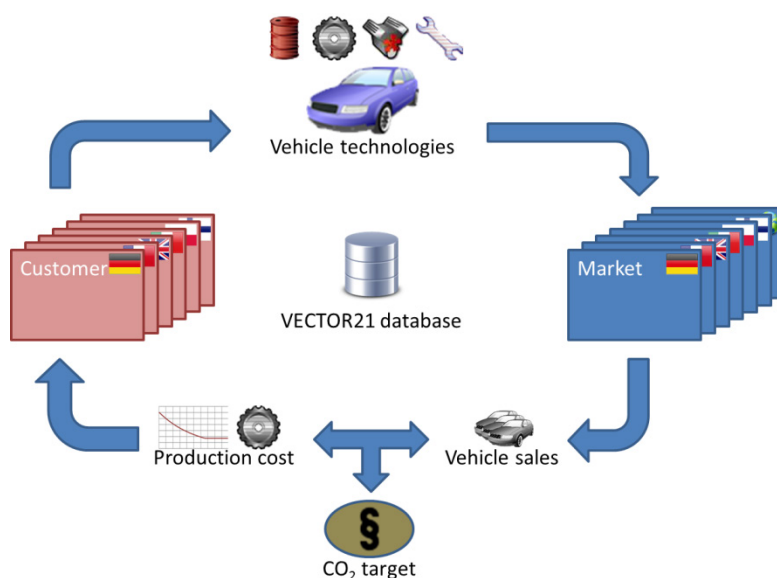 Vehicle technologies
Customer
Market
VECTOR21 database
Production cost
Vehicle sales
§
CO₂ target